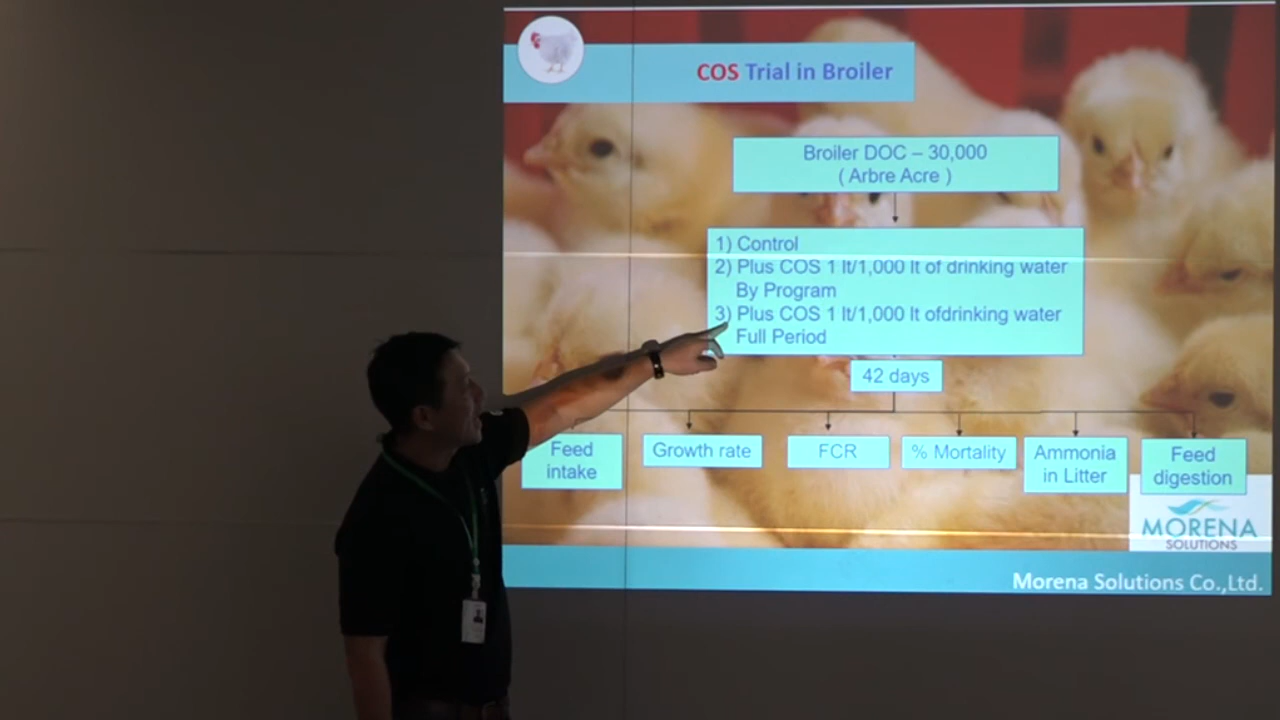 COS Trial in Broiler
Broiler DOC – 30,000
( Arbre Acre )
1) Control
2) Plus COS 1 lt/1,000 lt of drinking water
By Program
3) Plus COS 1 lt/1,000 lt ofdrinking water
Full Period
42 days
Feed
intake
Growth rate
FCR
% Mortality
Ammonia
in Litter
Feed
digestion
MORENA
SOLUTIONS
Morena Solutions Co.,Ltd.